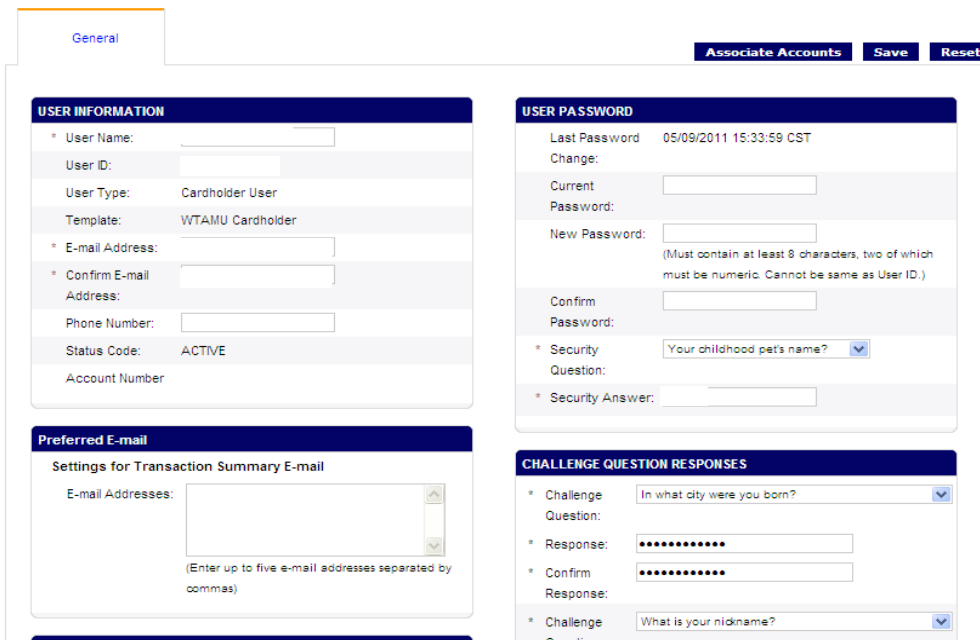 General
Associate Accounts Save Reset
USER INFORMATION
* User Name:
User ID:
User Type: Cardholder User
Template: WTAMU Cardholder
* E-mail Address:
* Confirm E-mail
Address:
Phone Number:
Status Code: ACTIVE
Account Number
Preferred E-mail
Settings for Transaction Summary E-mail
E-mail Addresses:
(Enter up to five e-mail addresses separated by
commas)
USER PASSWORD
Last Password 05/09/2011 15:33:59 CST
Change:
Current
Password:
New Password:
(Must contain at least 8 characters, two of which
must be numeric. Cannot be same as User ID.)
Confirm
Password:
* Security Your childhood pet's name?
Question:
* Security Answer:
CHALLENGE QUESTION RESPONSES
* Challenge In what city were you born?
Question:
* Response: ••••••••••••
* Confirm ••••••••••••
Response:
* Challenge What is your nickname?